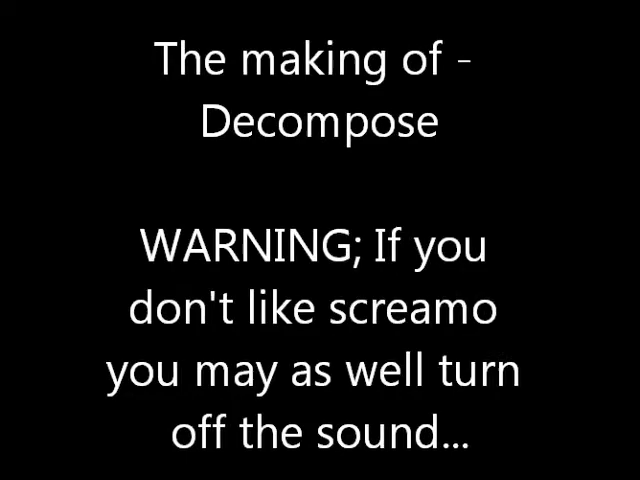 The making of -
Decompose
WARNING; If you
don't like screamo
you may as well turn
off the sound...